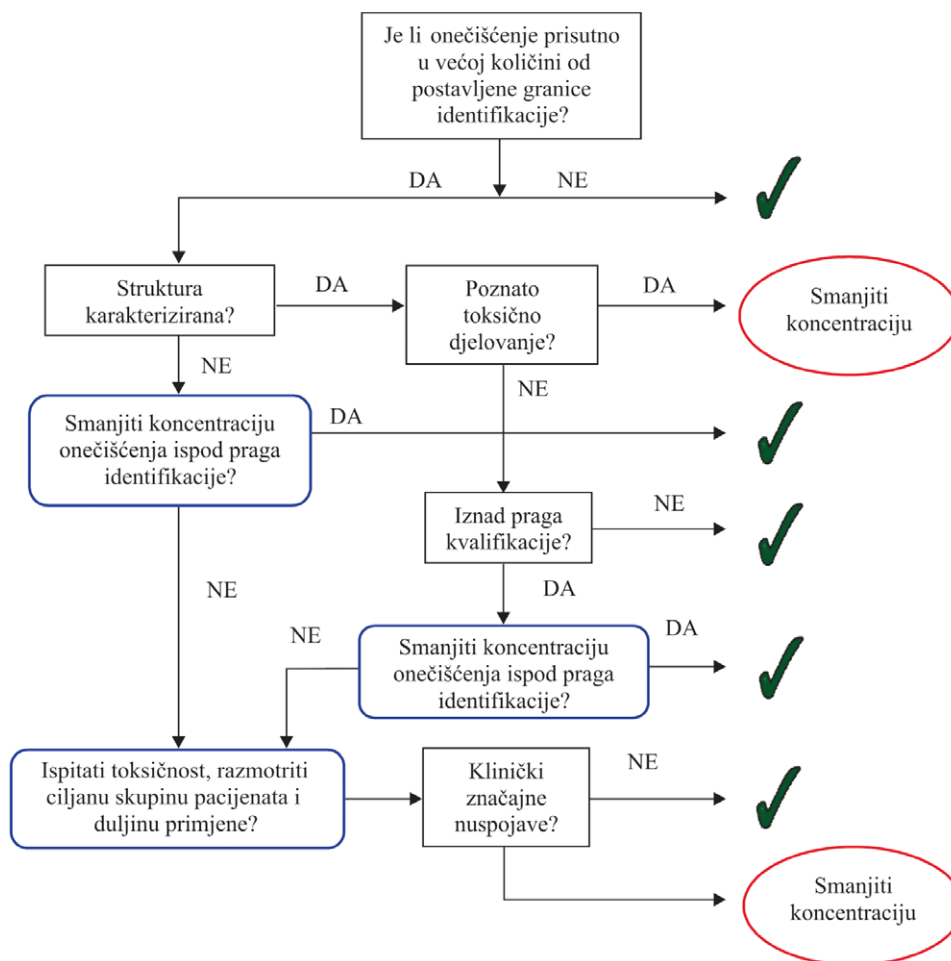 Je li onečišćenje prisutno
u većoj količini od
postavljene granice
identifikacije?
DA
NE
Struktura
karakterizirana?
DA
Poznato
toksično
djelovanje?
DA
Smanjiti
koncentraciju
NE
NE
Smanjiti koncentraciju
onečišćenja ispod praga
identifikacije?
DA
Iznad praga
kvalifikacije?
NE
NE
DA
NE
Smanjiti koncentraciju
onečišćenja ispod praga
identifikacije?
DA
Ispitati toksičnost, razmotriti
ciljanu skupinu pacijenata i
duljinu primjene?
Klinički
značajne
nuspojave?
NE
Smanjiti
koncentraciju